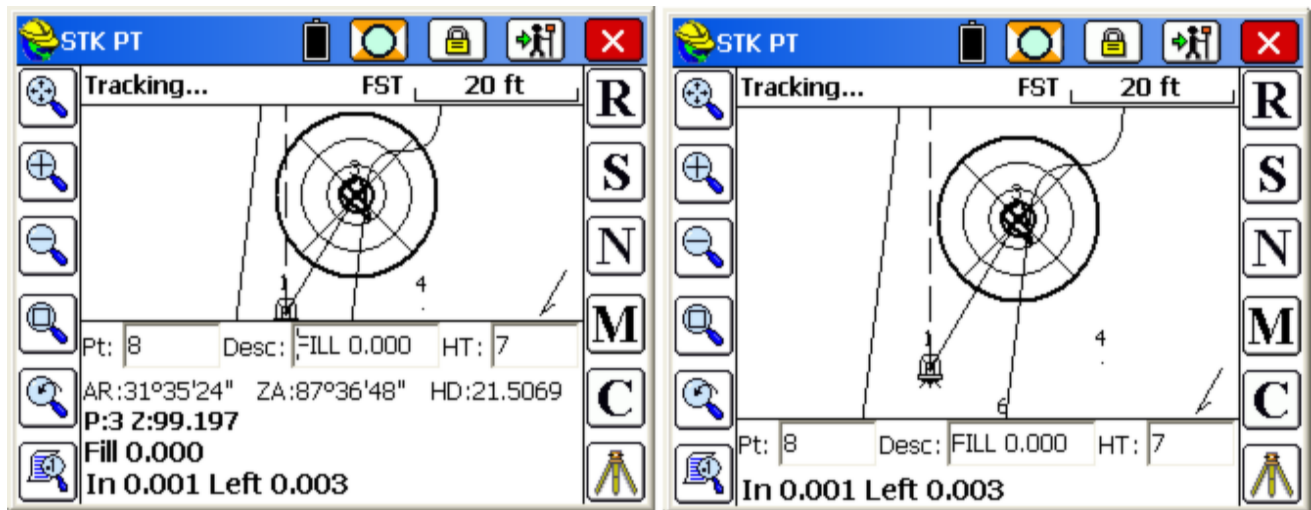 STK PT
Tracking... FST 20 ft
R
S
N
M
C
1
4
Pt: 8 Desc: FILL 0.000 HT: 7
AR:31°35'24" ZA:87°36'48" HD:21.5069
P:3 Z:99.197
Fill 0.000
In 0.001 Left 0.003
STK PT
Tracking... FST 20 ft
R
S
N
M
C
1
4
6
Pt: 8 Desc: FILL 0.000 HT: 7
In 0.001 Left 0.003